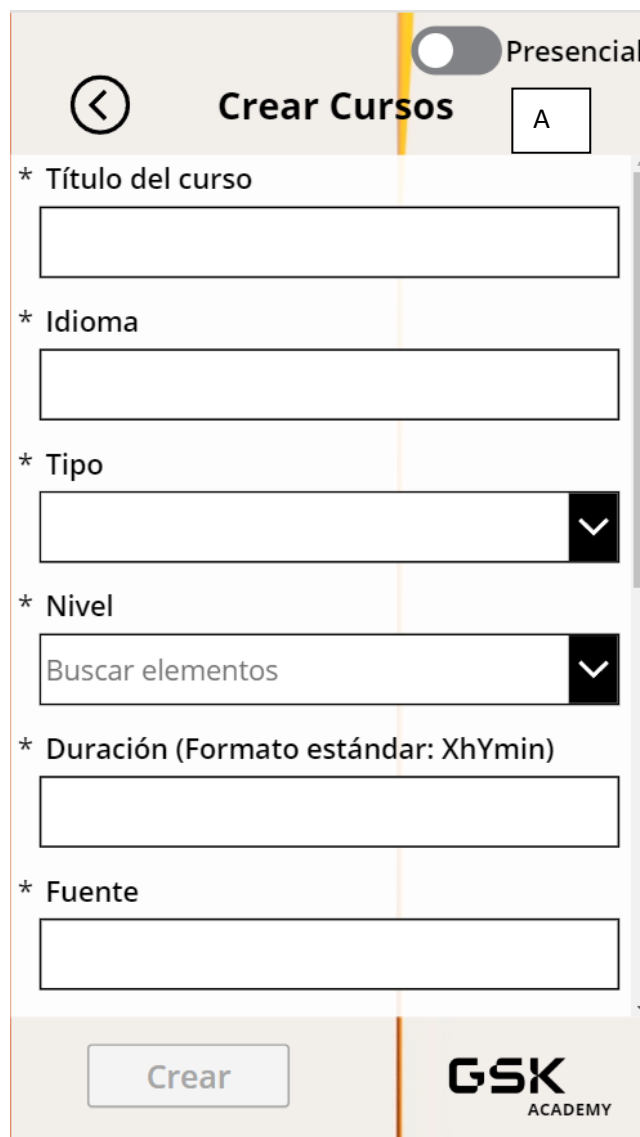 Presencial
Crear Cursos
A
* Título del curso
* Idioma
* Tipo
* Nivel
Buscar elementos
* Duración (Formato estándar: XhYmin)
* Fuente
Crear
GSK
ACADEMY